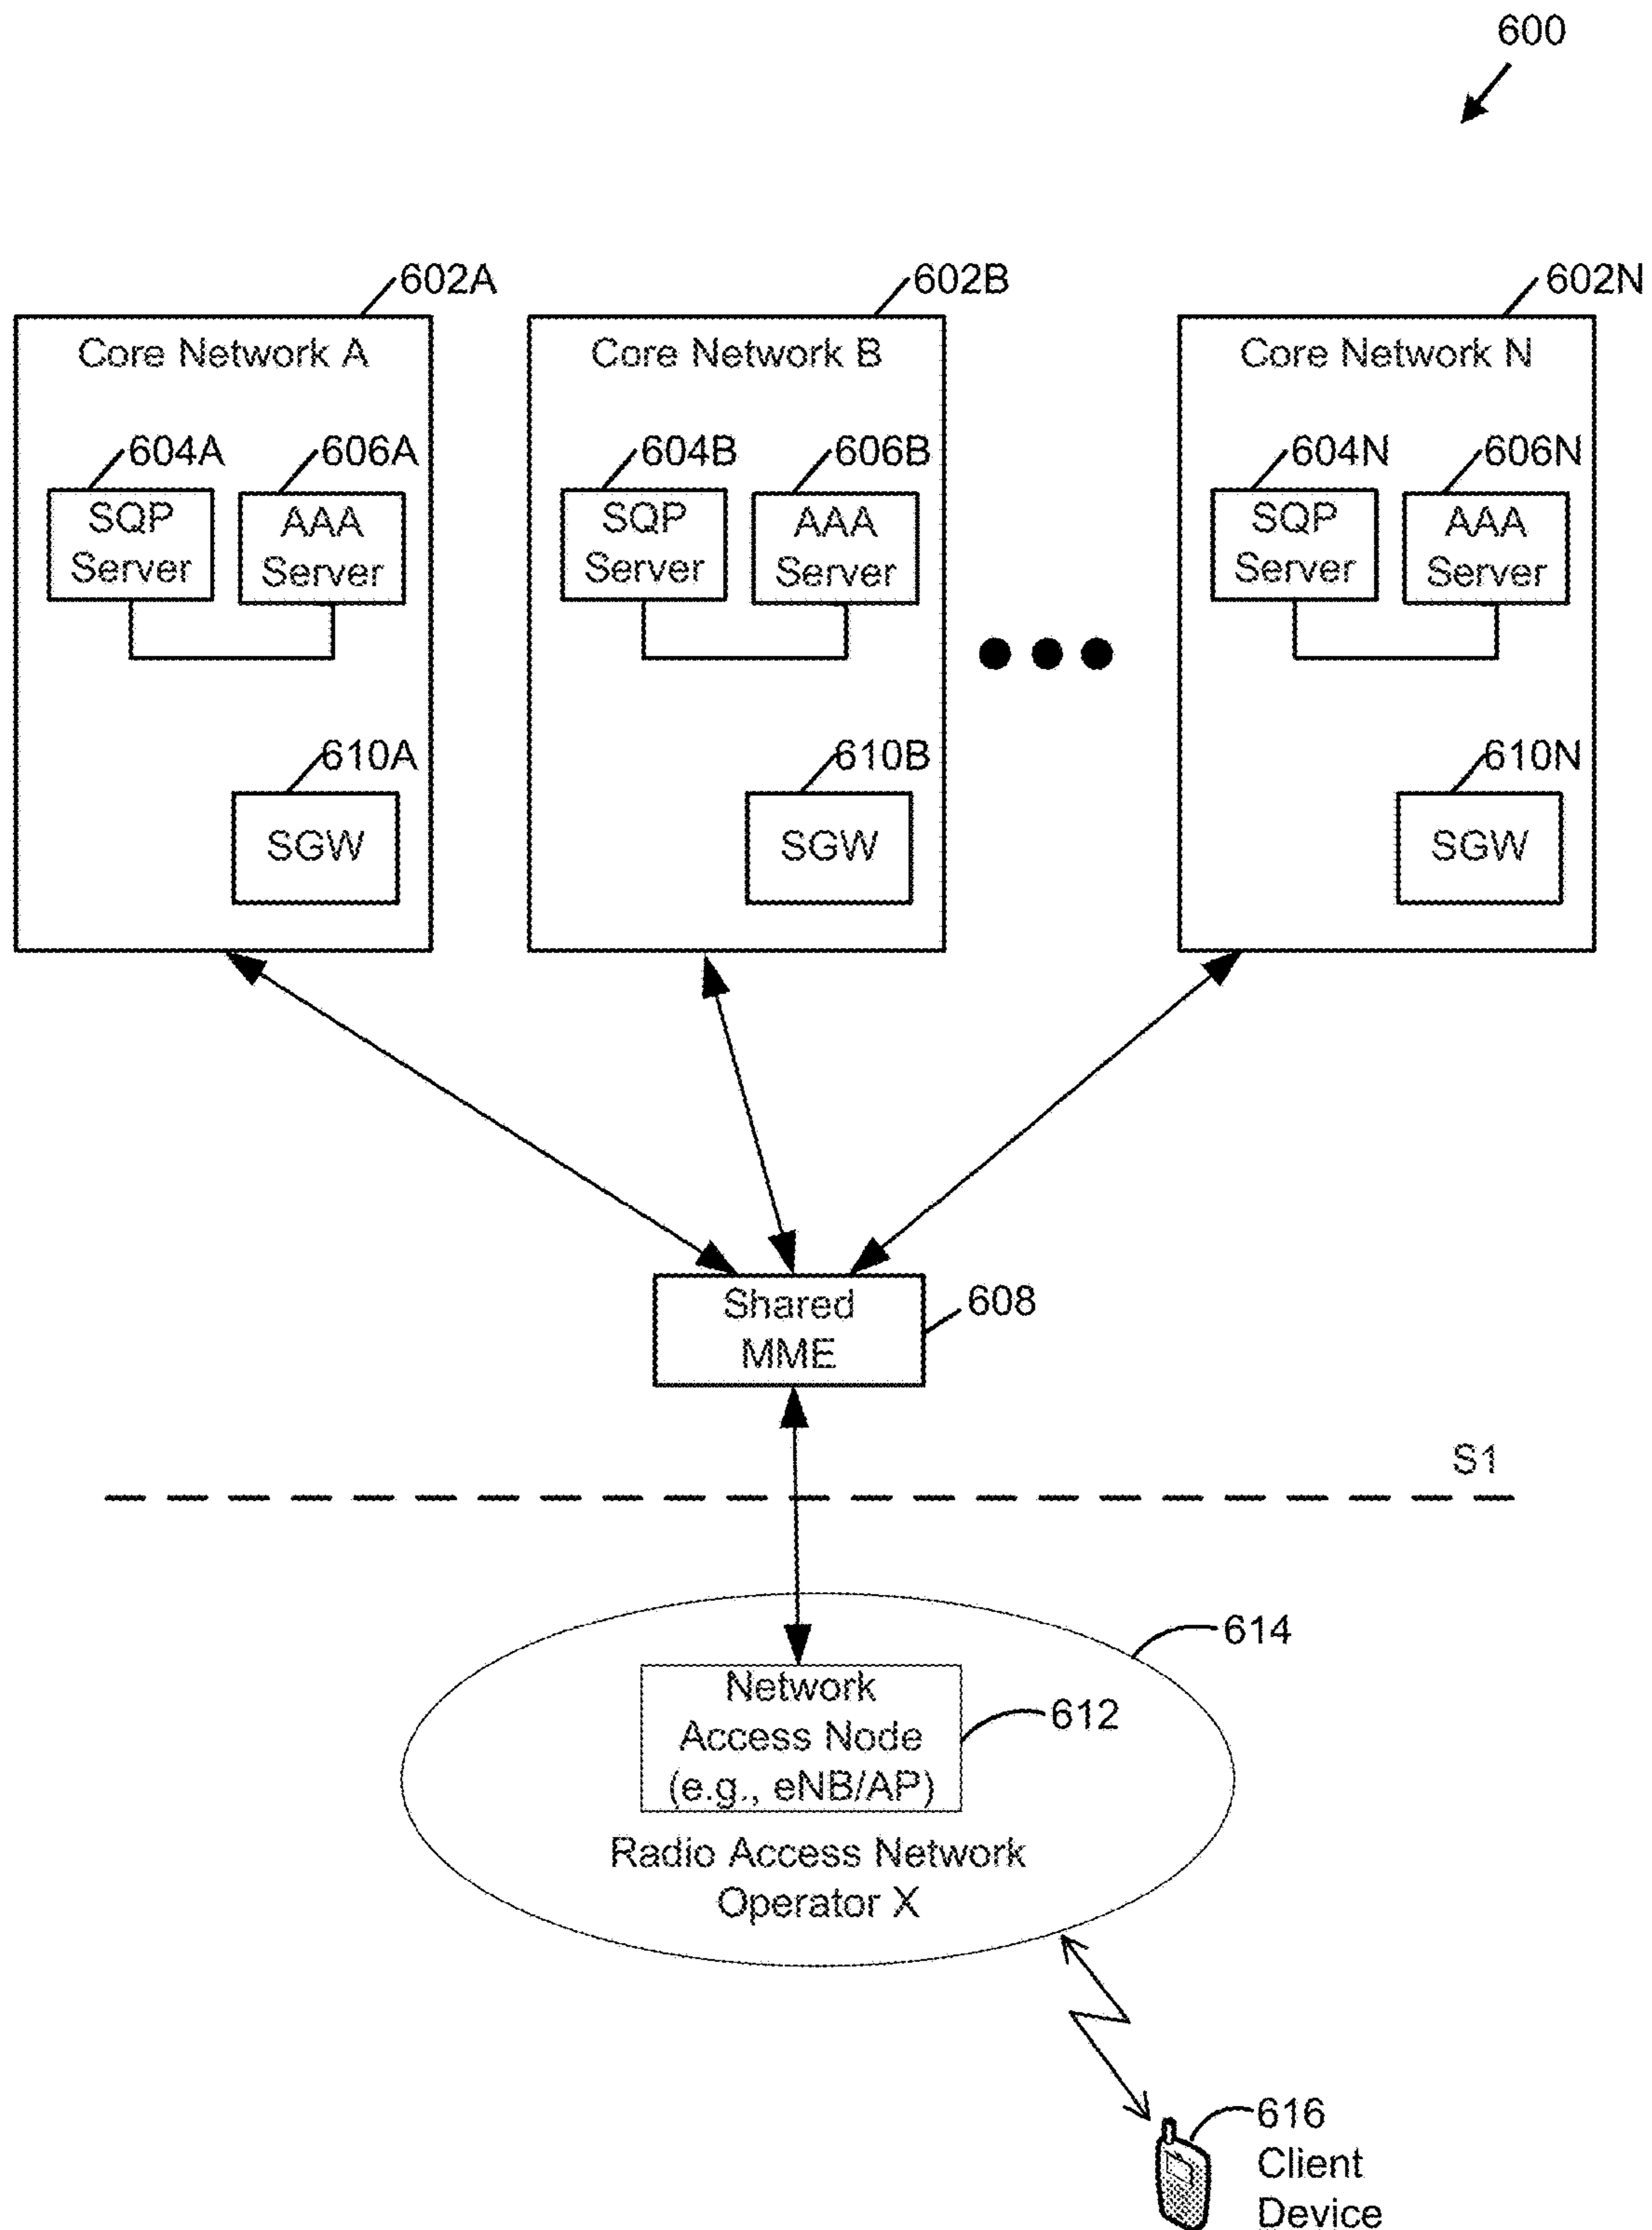 600
602A
602B
602N
Core Network A
Core Network B
Core Network N
604A
606A
604B
606B
604N
606N
SQP
Server
AAA
Server
SQP
Server
AAA
Server
SQP
Server
AAA
Server
610A
610B
610N
SGW
SGW
SGW
Shared
MME
608
S1
614
Network
Access Node
(e.g., eNB/AP)
612
Radio Access Network
Operator X
616
Client
Device